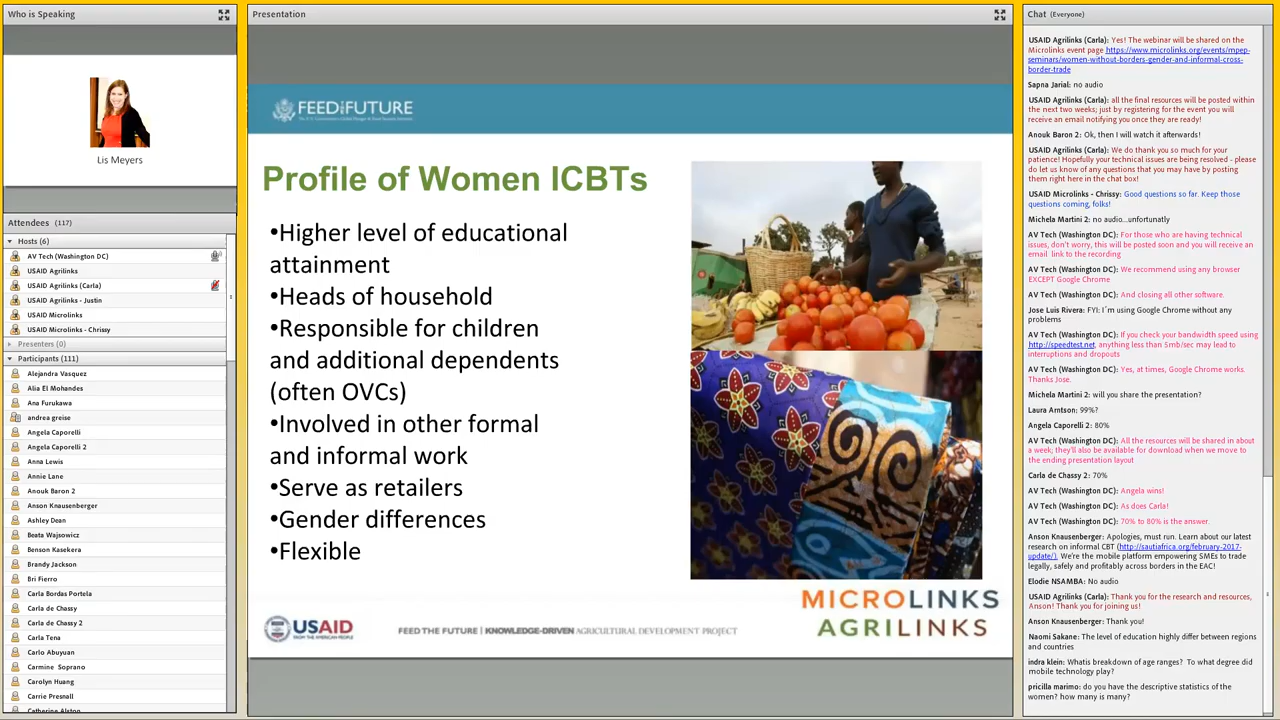 Who is Speaking
Lis Meyers
Attendees (117)
Hosts (6)
AV Tech (Washington DC)
USAID Agrilinks
USAID Agrilinks (Carla)
USAID Agrilinks - Justin
USAID Microlinks
USAID Microlinks - Chrissy
Presenters (0)
Participants (111)
Alejandra Vasquez
Alia El Mohandes
Ana Furukawa
andrea greise
Angela Caporelli
Angela Caporelli 2
Anna Lewis
Annie Lane
Anouk Baron 2
Anson Knausenberger
Ashley Dean
Beata Wajsowicz
Benson Kasekera
Brandy Jackson
Bri Fierro
Carla Bordas Portela
Carla de Chassy
Carla de Chassy 2
Carla Tena
Carlo Abuyuan
Carmine Soprano
Carolyn Huang
Carrie Presnall
Catherine Alston
Presentation
FEED THE FUTURE
Profile of Women ICBTs
•Higher level of educational
attainment
•Heads of household
•Responsible for children
and additional dependents
(often OVCs)
•Involved in other formal
and informal work
•Serve as retailers
•Gender differences
•Flexible
USAID
FROM THE AMERICAN PEOPLE
FEED THE FUTURE | KNOWLEDGE-DRIVEN AGRICULTURAL DEVELOPMENT PROJECT
MICROLINKS
AGRILINKS
Chat (Everyone)
USAID Agrilinks (Carla): Yes! The webinar will be shared on the
Microlinks event page https://www.microlinks.org/events/mpep-
seminars/women-without-borders-gender-and-informal-cross-
border-trade
Sapna Jarial: no audio
USAID Agrilinks (Carla): all the final resources will be posted within
the next two weeks; just by registering for the event you will
receive an email notifying you once they are ready!
Anouk Baron 2: Ok, then I will watch it afterwards!
USAID Agrilinks (Carla): We do thank you so much for your
patience! Hopefully your technical issues are being resolved - please
do let us know of any questions that you may have by posting
them right here in the chat box!
USAID Microlinks - Chrissy: Good questions so far. Keep those
questions coming, folks!
Michela Martini 2: no audio...unfortunatly
AV Tech (Washington DC): For those who are having technical
issues, don't worry, this will be posted soon and you will receive an
email link to the recording
AV Tech (Washington DC): We recommend using any browser
EXCEPT Google Chrome
AV Tech (Washington DC): And closing all other software.
Jose Luis Rivera: FYI: I´m using Google Chrome without any
problems
AV Tech (Washington DC): If you check your bandwidth speed using
http://speedtest.net, anything less than 5mb/sec may lead to
interruptions and dropouts
AV Tech (Washington DC): Yes, at times, Google Chrome works.
Thanks Jose.
Michela Martini 2: will you share the presentation?
Laura Arntson: 99%?
Angela Caporelli 2: 80%
AV Tech (Washington DC): All the resources will be shared in about
a week; they'll also be available for download when we move to
the ending presentation layout
Carla de Chassy 2: 70%
AV Tech (Washington DC): Angela wins!
AV Tech (Washington DC): As does Carla!
AV Tech (Washington DC): 70% to 80% is the answer.
Anson Knausenberger: Apologies, must run. Learn about our latest
research on informal CBT (http://sautiafrica.org/february-2017-
update/). We're the mobile platform empowering SMEs to trade
legally, safely and profitably across borders in the EAC!
Elodie NSAMBA: No audio
USAID Agrilinks (Carla): Thank you for the research and resources,
Anson! Thank you for joining us!
Anson Knausenberger: Thank you!
Naomi Sakane: The level of education highly differ between regions
and countries
indra klein: Whatis breakdown of age ranges? To what degree did
mobile technology play?
pricilla marimo: do you have the descriptive statistics of the
women? how many is many?